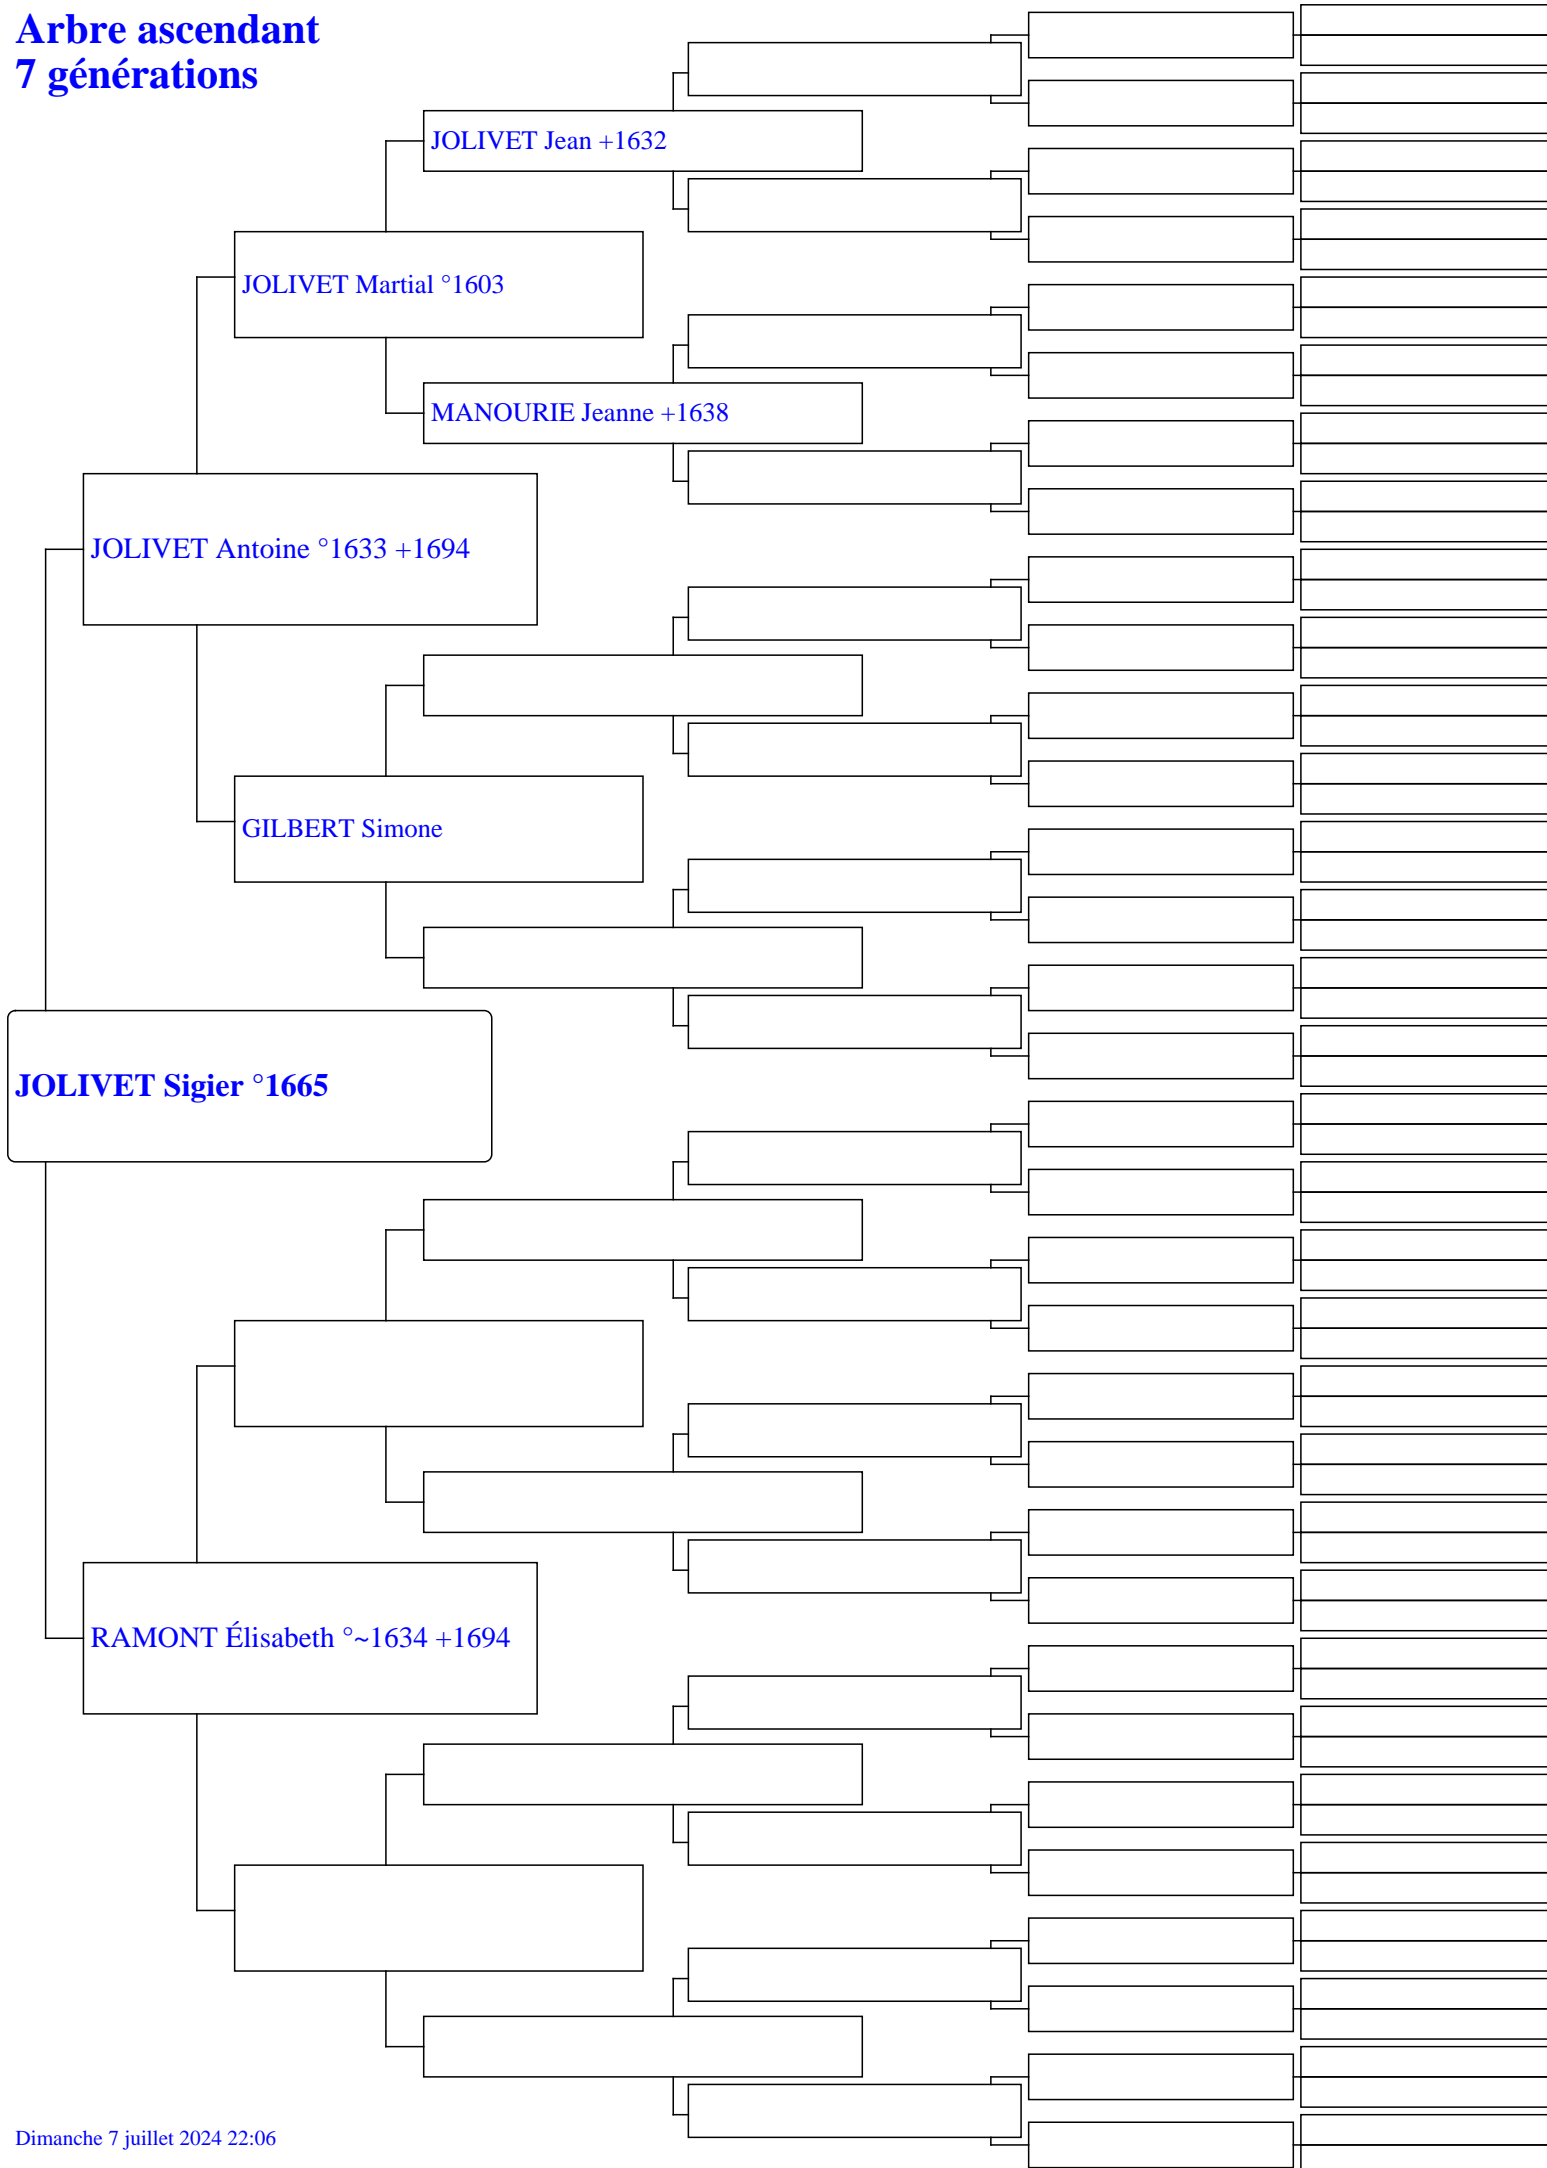 Arbre ascendant
7 générations
JOLIVET Jean +1632
JOLIVET Martial °1603
MANOURIE Jeanne +1638
JOLIVET Antoine °1633 +1694
GILBERT Simone
JOLIVET Sigier °1665
RAMONT Élisabeth °~1634 +1694
Dimanche 7 juillet 2024 22:06